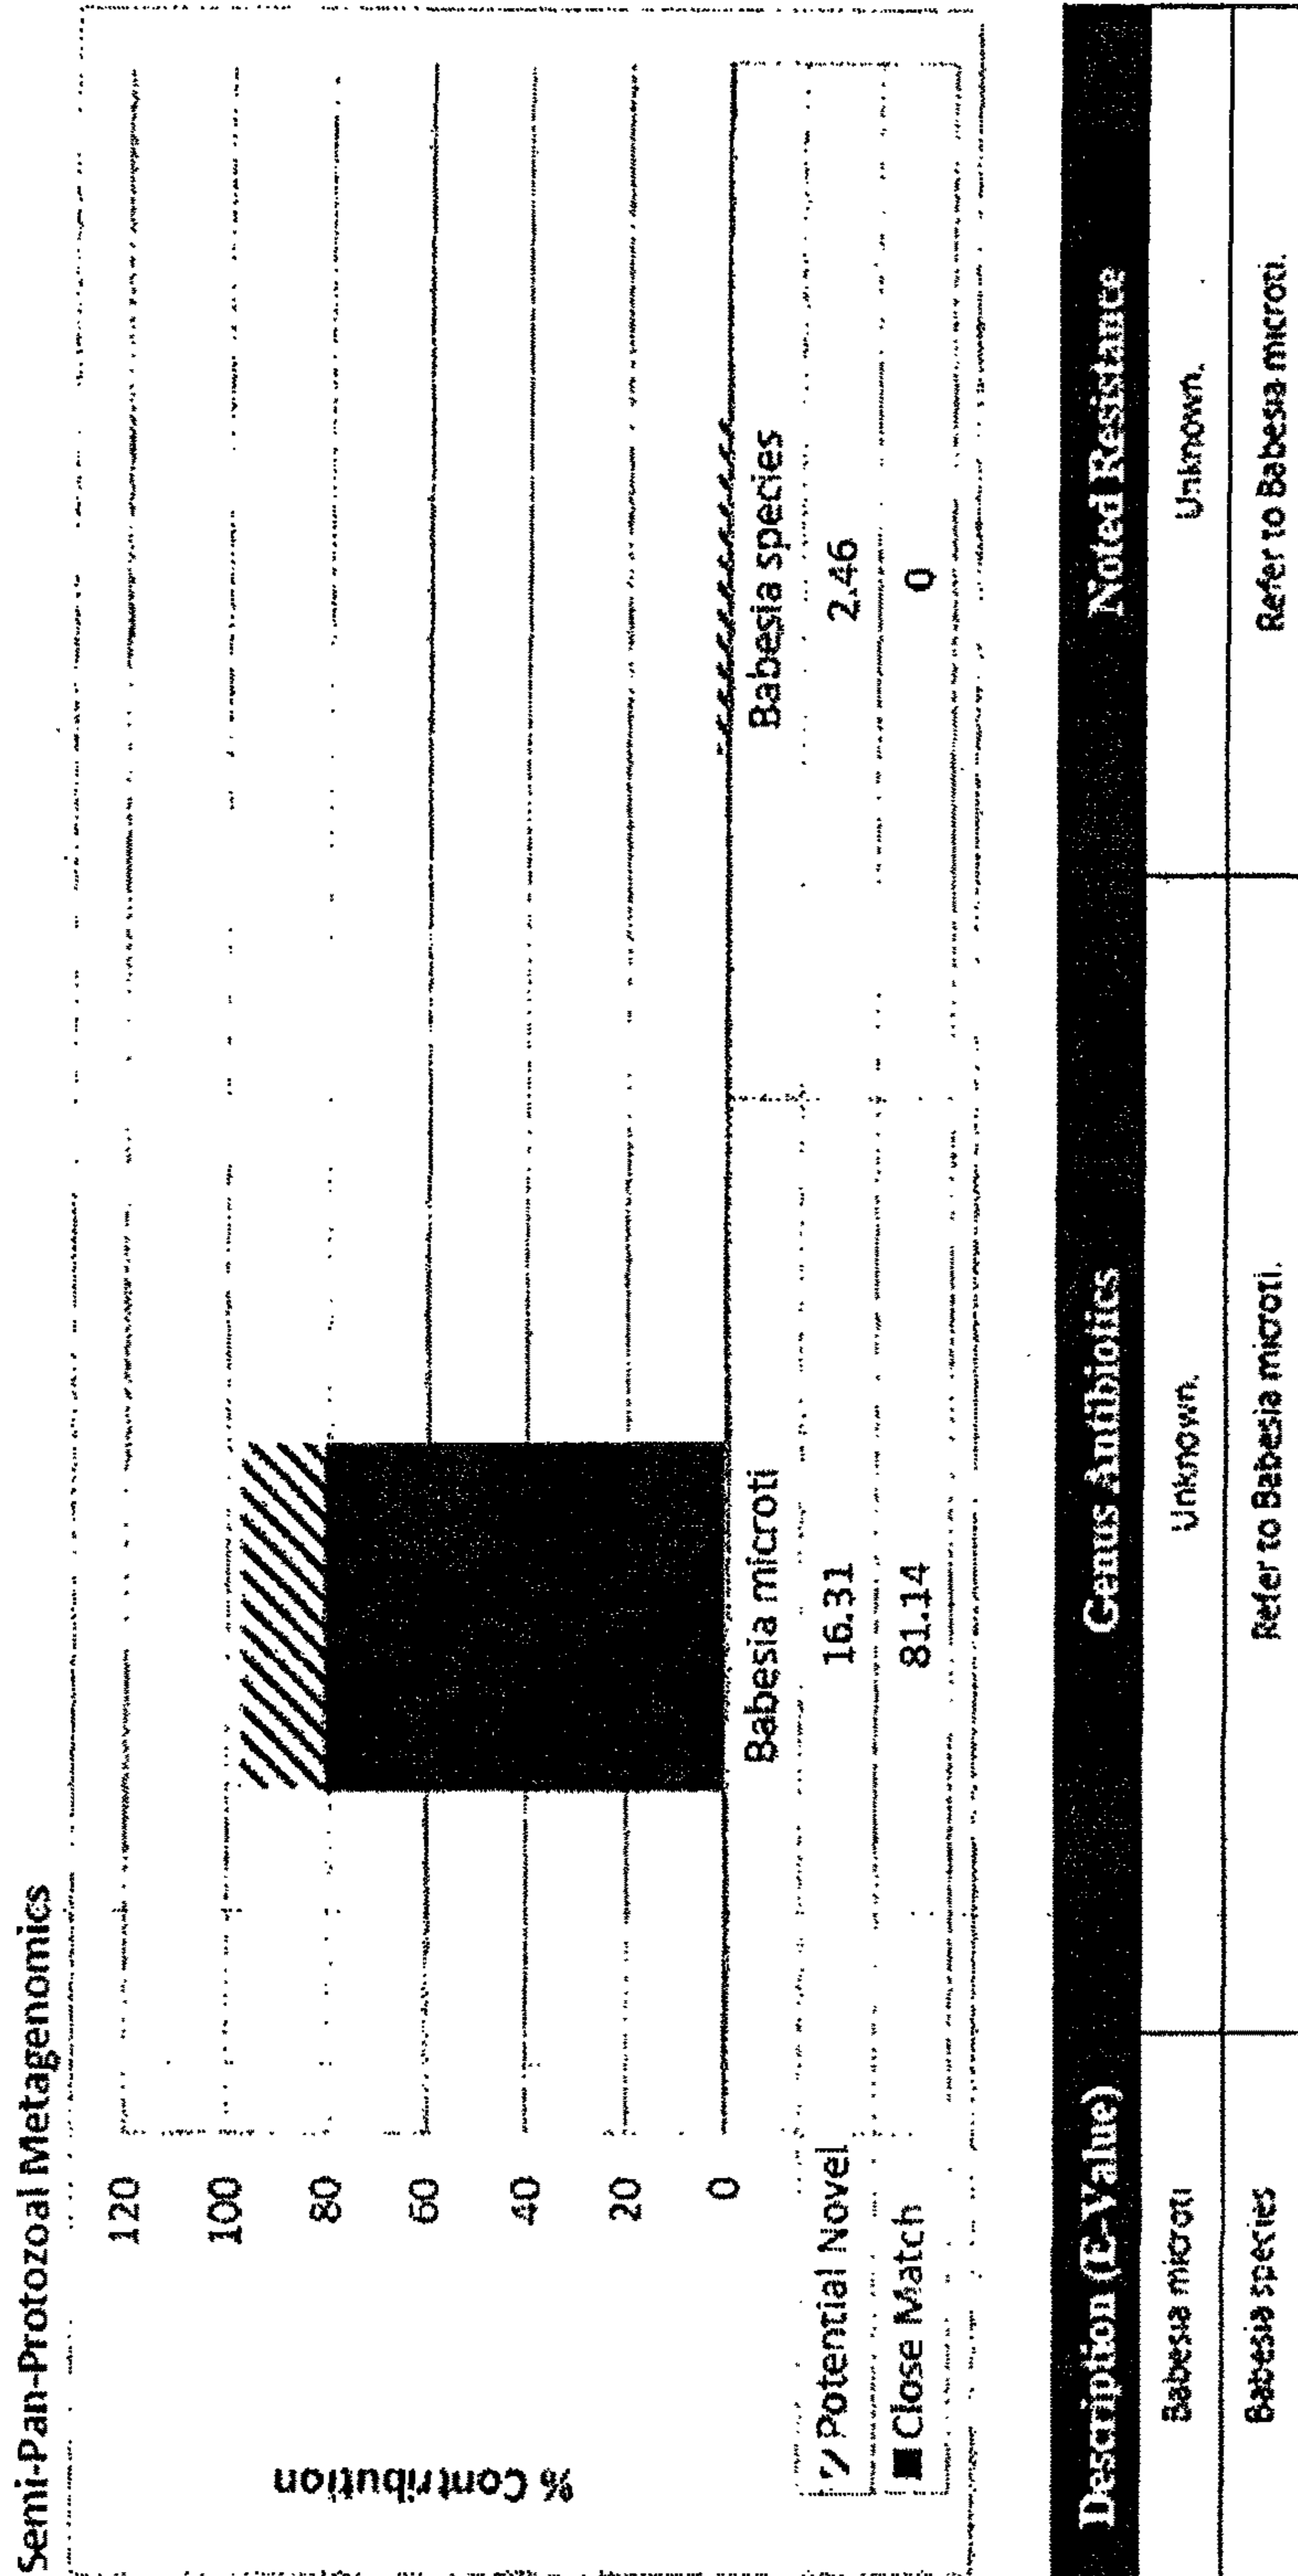 Semi-Pan-Protozoal Metagenomics
% Contribution
120
100
80
60
40
20
0
Babesia microti Babesia species
Potential Novel 16.31 2.46
Close Match 81.14 0
Description (E-Value) Genus Antibiotics Noted Resistance
Babesia microti Unknown. Unknown.
Babesia species Refer to Babesia microti. Refer to Babesia microti.